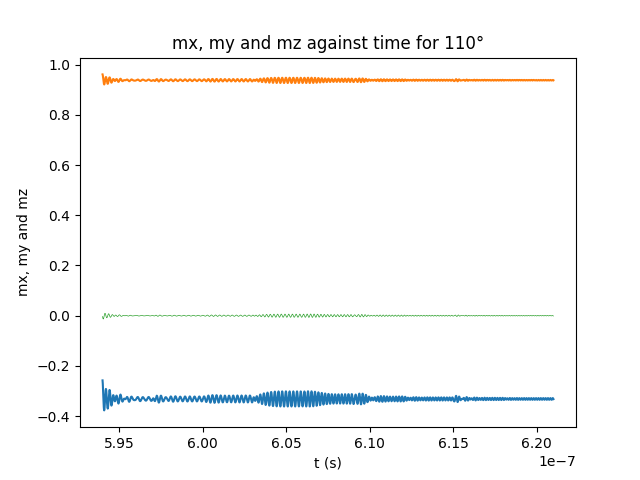 mx, my and mz against time for 110°
1.0
0.8
0.6
0.4
0.2
0.0
−0.2
−0.4
mx, my and mz
5.95 6.00 6.05 6.10 6.15 6.20
t (s)
1e−7